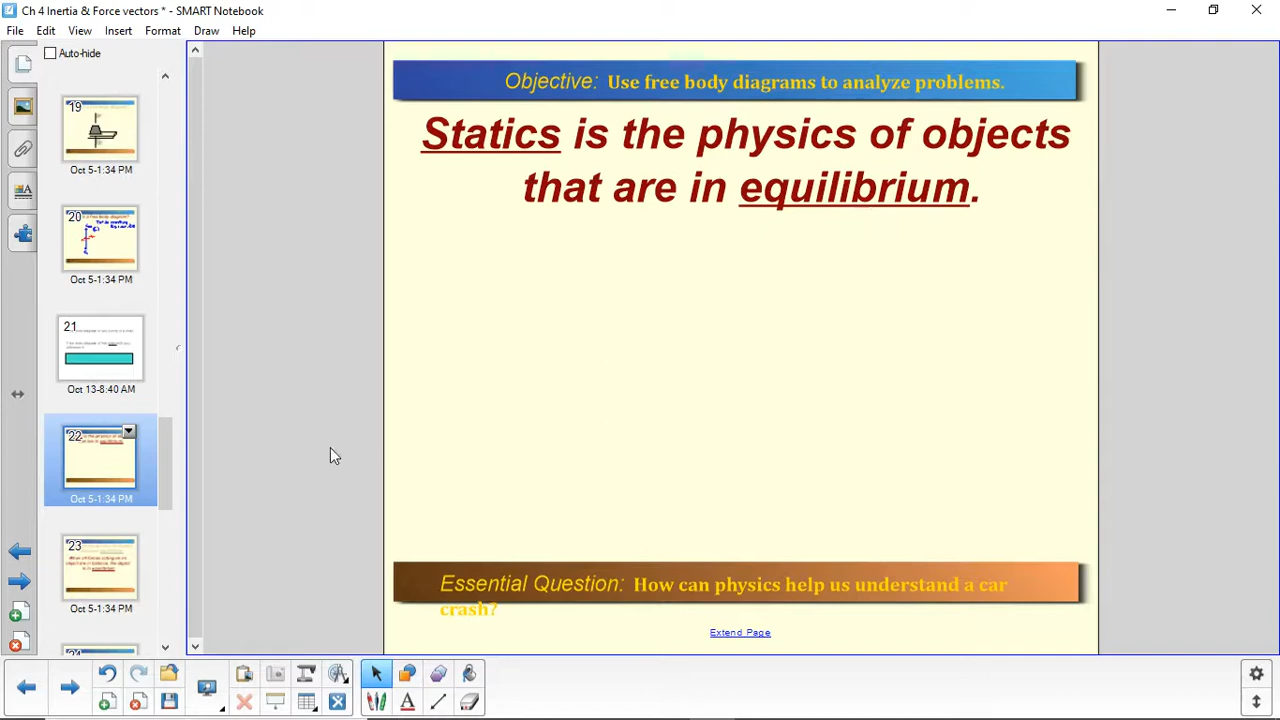 Ch 4 Inertia & Force vectors * - SMART Notebook
File Edit View Insert Format Draw Help
Auto-hide
19
Oct 5-1:34 PM
20
Oct 5-1:34 PM
21
Oct 13-8:40 AM
22
Oct 5-1:34 PM
23
Oct 5-1:34 PM
24
Objective: Use free body diagrams to analyze problems.
Statics is the physics of objects
that are in equilibrium.
Essential Question: How can physics help us understand a car
crash?
Extend Page